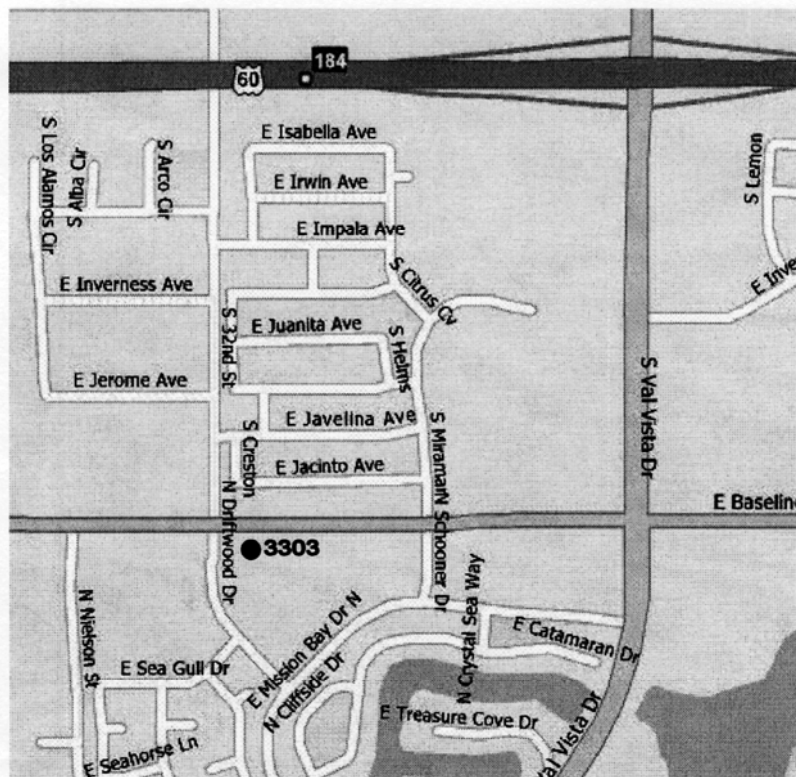 184
60
E Isabella Ave
S Los Alamos Cir
S Alba Cir
S Arco Cir
E Irwin Ave
S Lemon
E Impala Ave
E Inverness Ave
S Citrus Cv
E Inve
S 32nd St
E Juanita Ave
S Helms
E Jerome Ave
S Val Vista Dr
E Javelina Ave
S Creston
S Miramar
E Jacinto Ave
N Schooner Dr
E Baseline
N Driftwood Dr
3303
N Nielson St
E Mission Bay Dr N
N Crystal Sea Way
E Catamaran Dr
E Sea Gull Dr
N Cliffside Dr
E Treasure Cove Dr
E Seahorse Ln
Val Vista Dr